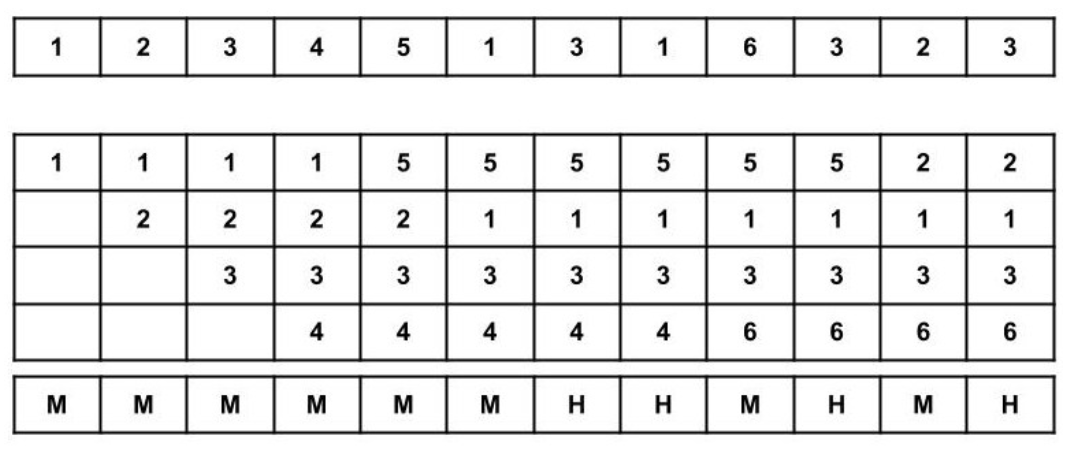 1 2 3 4 5 1 3 1 6 3 2 3
1 1 1 1 5 5 5 5 5 5 2 2
2 2 2 2 1 1 1 1 1 1 1
3 3 3 3 3 3 3 3 3 3
4 4 4 4 4 6 6 6 6
M M M M M M H H M H M H